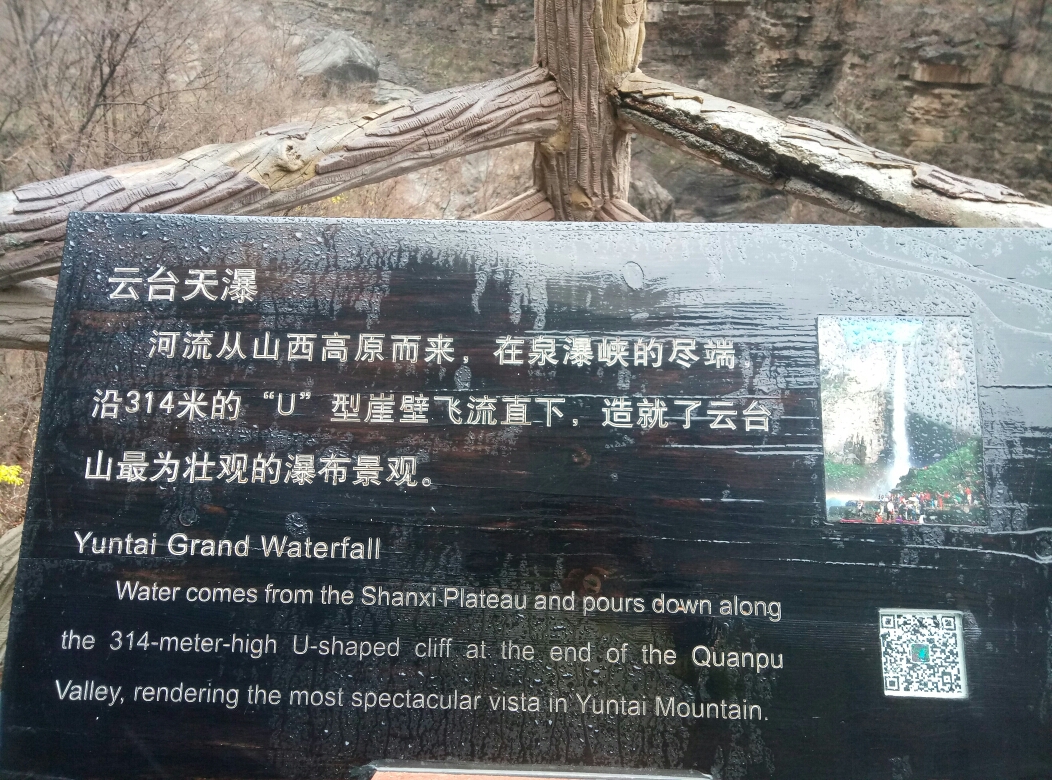 云台天瀑
河流从山西高原而来，在泉瀑峡的尽端
沿314米的“U”型崖壁飞流直下，造就了云台
山最为壮观的瀑布景观。
Yuntai Grand Waterfall
Water comes from the Shanxi Plateau and pours down along
the 314-meter-high U-shaped cliff at the end of the Quanpu
Valley, rendering the most spectacular vista in Yuntai Mountain.